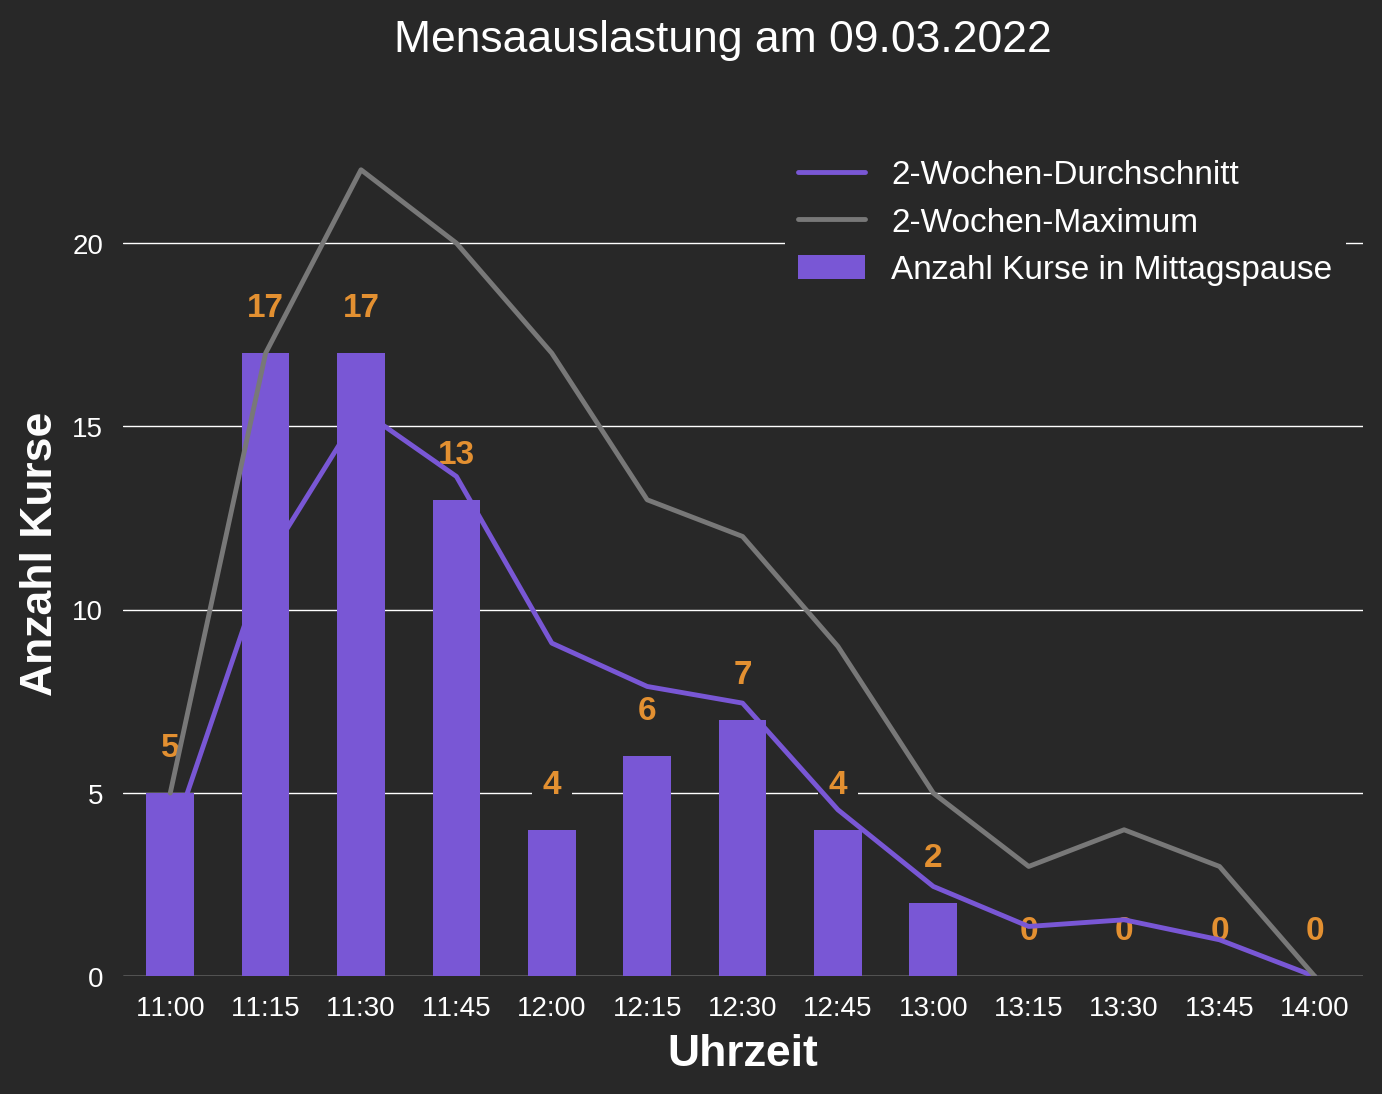 Mensaauslastung am 09.03.2022
2-Wochen-Durchschnitt
2-Wochen-Maximum
Anzahl Kurse in Mittagspause
Anzahl Kurse
20
15
10
5
0
17
17
13
5
4
6
7
4
2
0
0
0
0
11:00 11:15 11:30 11:45 12:00 12:15 12:30 12:45 13:00 13:15 13:30 13:45 14:00
Uhrzeit